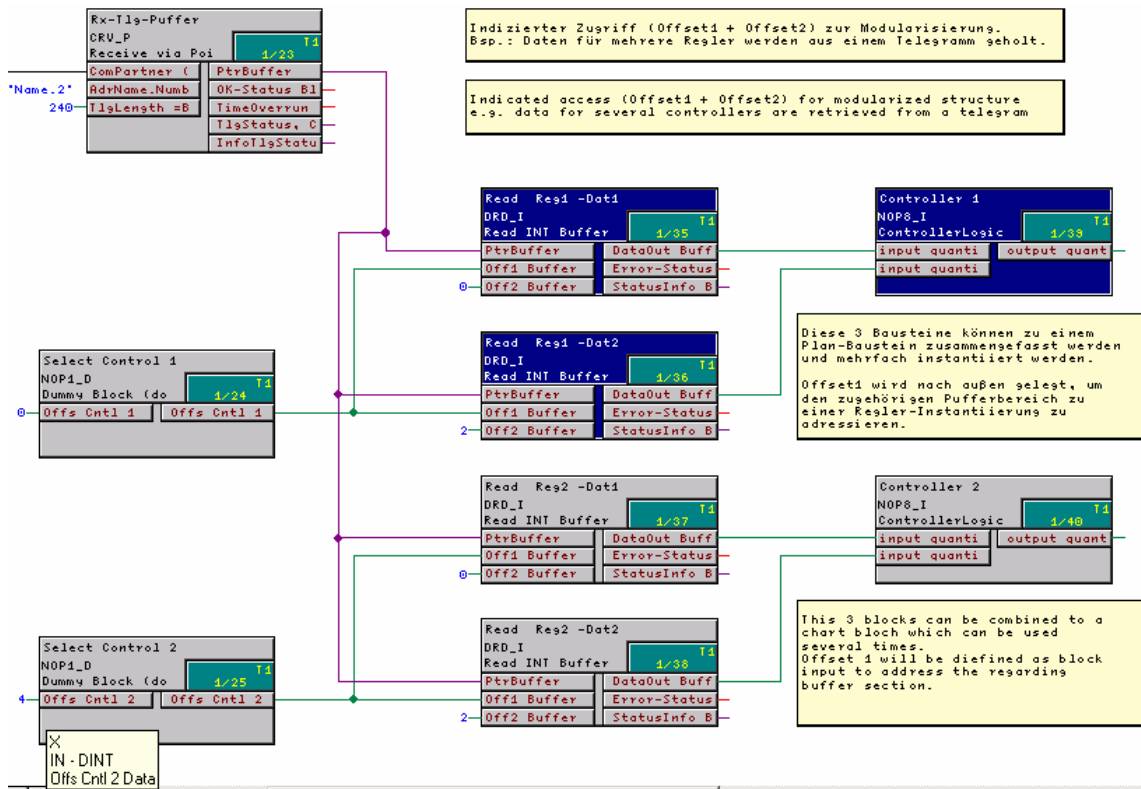 Rx-Tlg-Puffer
CRV_P
Receive via Poi
T1
1/23
ComPartner (
PtrBuffer
"Name.2"
AdrName.Numb
OK-Status Bl
240
TlgLength =B
TimeOverrun
TlgStatus, C
InfoTlgStatu
Indizierter Zugriff (Offset1 + Offset2) zur Modularisierung.
Bsp.: Daten für mehrere Regler werden aus einem Telegramm geholt.
Indicated access (Offset1 + Offset2) for modularized structure
e.g. data for several controllers are retrieved from a telegram
Read  Reg1 -Dat1
DRD_I
Read INT Buffer
T1
1/35
PtrBuffer
DataOut Buff
Off1 Buffer
Error-Status
0
Off2 Buffer
StatusInfo B
Controller 1
NOP8_I
ControllerLogic
T1
1/39
input quanti
output quant
input quanti
Read  Reg1 -Dat2
DRD_I
Read INT Buffer
T1
1/36
PtrBuffer
DataOut Buff
Off1 Buffer
Error-Status
2
Off2 Buffer
StatusInfo B
Diese 3 Bausteine können zu einem
Plan-Baustein zusammengefasst werden
und mehrfach instantiiert werden.
Offset1 wird nach außen gelegt, um
den zugehörigen Pufferbereich zu
einer Regler-Instantiierung zu
adressieren.
Select Control 1
NOP1_D
Dummy Block (do
T1
1/24
0
Offs Cntl 1
Offs Cntl 1
Read  Reg2 -Dat1
DRD_I
Read INT Buffer
T1
1/37
PtrBuffer
DataOut Buff
Off1 Buffer
Error-Status
0
Off2 Buffer
StatusInfo B
Controller 2
NOP8_I
ControllerLogic
T1
1/40
input quanti
output quant
input quanti
Read  Reg2 -Dat2
DRD_I
Read INT Buffer
T1
1/38
PtrBuffer
DataOut Buff
Off1 Buffer
Error-Status
2
Off2 Buffer
StatusInfo B
This 3 blocks can be combined to a
chart bloch which can be used
several times.
Offset 1 will be diefined as block
input to address the regarding
buffer section.
Select Control 2
NOP1_D
Dummy Block (do
T1
1/25
4
Offs Cntl 2
Offs Cntl 2
X
IN - DINT
Offs Cntl 2 Data